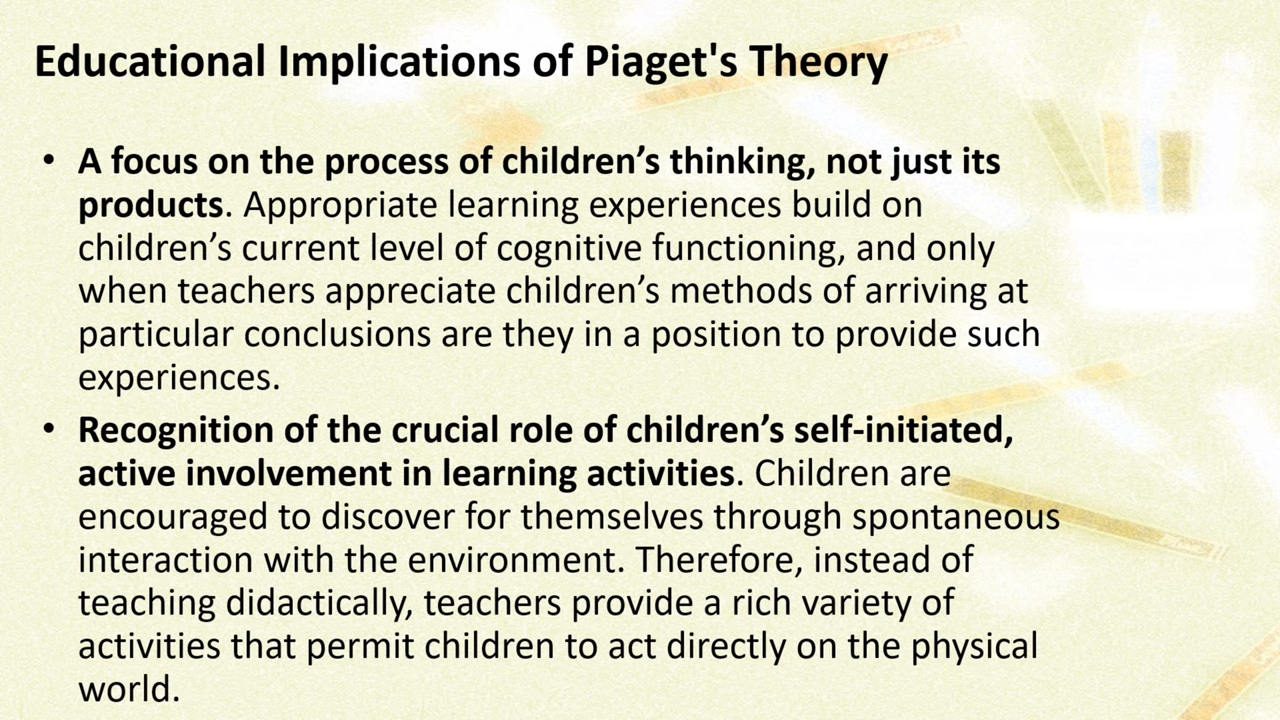 Educational Implications of Piaget's Theory
• A focus on the process of children’s thinking, not just its
products. Appropriate learning experiences build on
children’s current level of cognitive functioning, and only
when teachers appreciate children’s methods of arriving at
particular conclusions are they in a position to provide such
experiences.
• Recognition of the crucial role of children’s self-initiated,
active involvement in learning activities. Children are
encouraged to discover for themselves through spontaneous
interaction with the environment. Therefore, instead of
teaching didactically, teachers provide a rich variety of
activities that permit children to act directly on the physical
world.